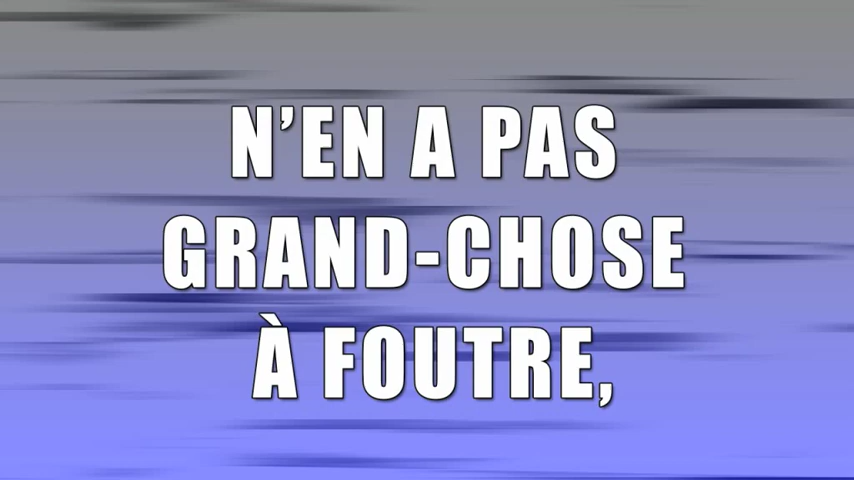 N’EN A PAS
GRAND-CHOSE
À FOUTRE,